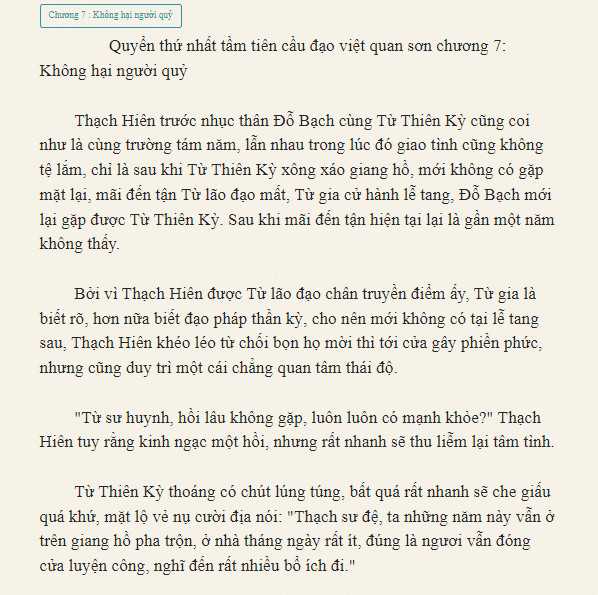 Chương 7 : Không hại người quỷ
Quyển thứ nhất tầm tiên cầu đạo việt quan sơn chương 7:
Không hại người quỷ
Thạch Hiên trước nhục thân Đỗ Bạch cùng Từ Thiên Kỳ cũng coi
như là cùng trường tám năm, lẫn nhau trong lúc đó giao tình cũng không
tệ lắm, chỉ là sau khi Từ Thiên Kỳ xông xáo giang hồ, mới không có gặp
mặt lại, mãi đến tận Từ lão đạo mất, Từ gia cử hành lễ tang, Đỗ Bạch mới
lại gặp được Từ Thiên Kỳ. Sau khi mãi đến tận hiện tại lại là gần một năm
không thấy.
Bởi vì Thạch Hiên được Từ lão đạo chân truyền điểm ấy, Từ gia là
biết rõ, hơn nữa biết đạo pháp thần kỳ, cho nên mới không có tại lễ tang
sau, Thạch Hiên khéo léo từ chối bọn họ mời thì tới cửa gây phiền phức,
nhưng cũng duy trì một cái chẳng quan tâm thái độ.
"Từ sư huynh, hồi lâu không gặp, luôn luôn có mạnh khỏe?" Thạch
Hiên tuy rằng kinh ngạc một hồi, nhưng rất nhanh sẽ thu liễm lại tâm tình.
Từ Thiên Kỳ thoáng có chút lúng túng, bất quá rất nhanh sẽ che giấu
quá khứ, mặt lộ vẻ nụ cười địa nói: "Thạch sư đệ, ta những năm này vẫn ở
trên giang hồ pha trộn, ở nhà tháng ngày rất ít, đúng là ngươi vẫn đóng
cửa luyện công, nghĩ đến rất nhiều bổ ích đi."